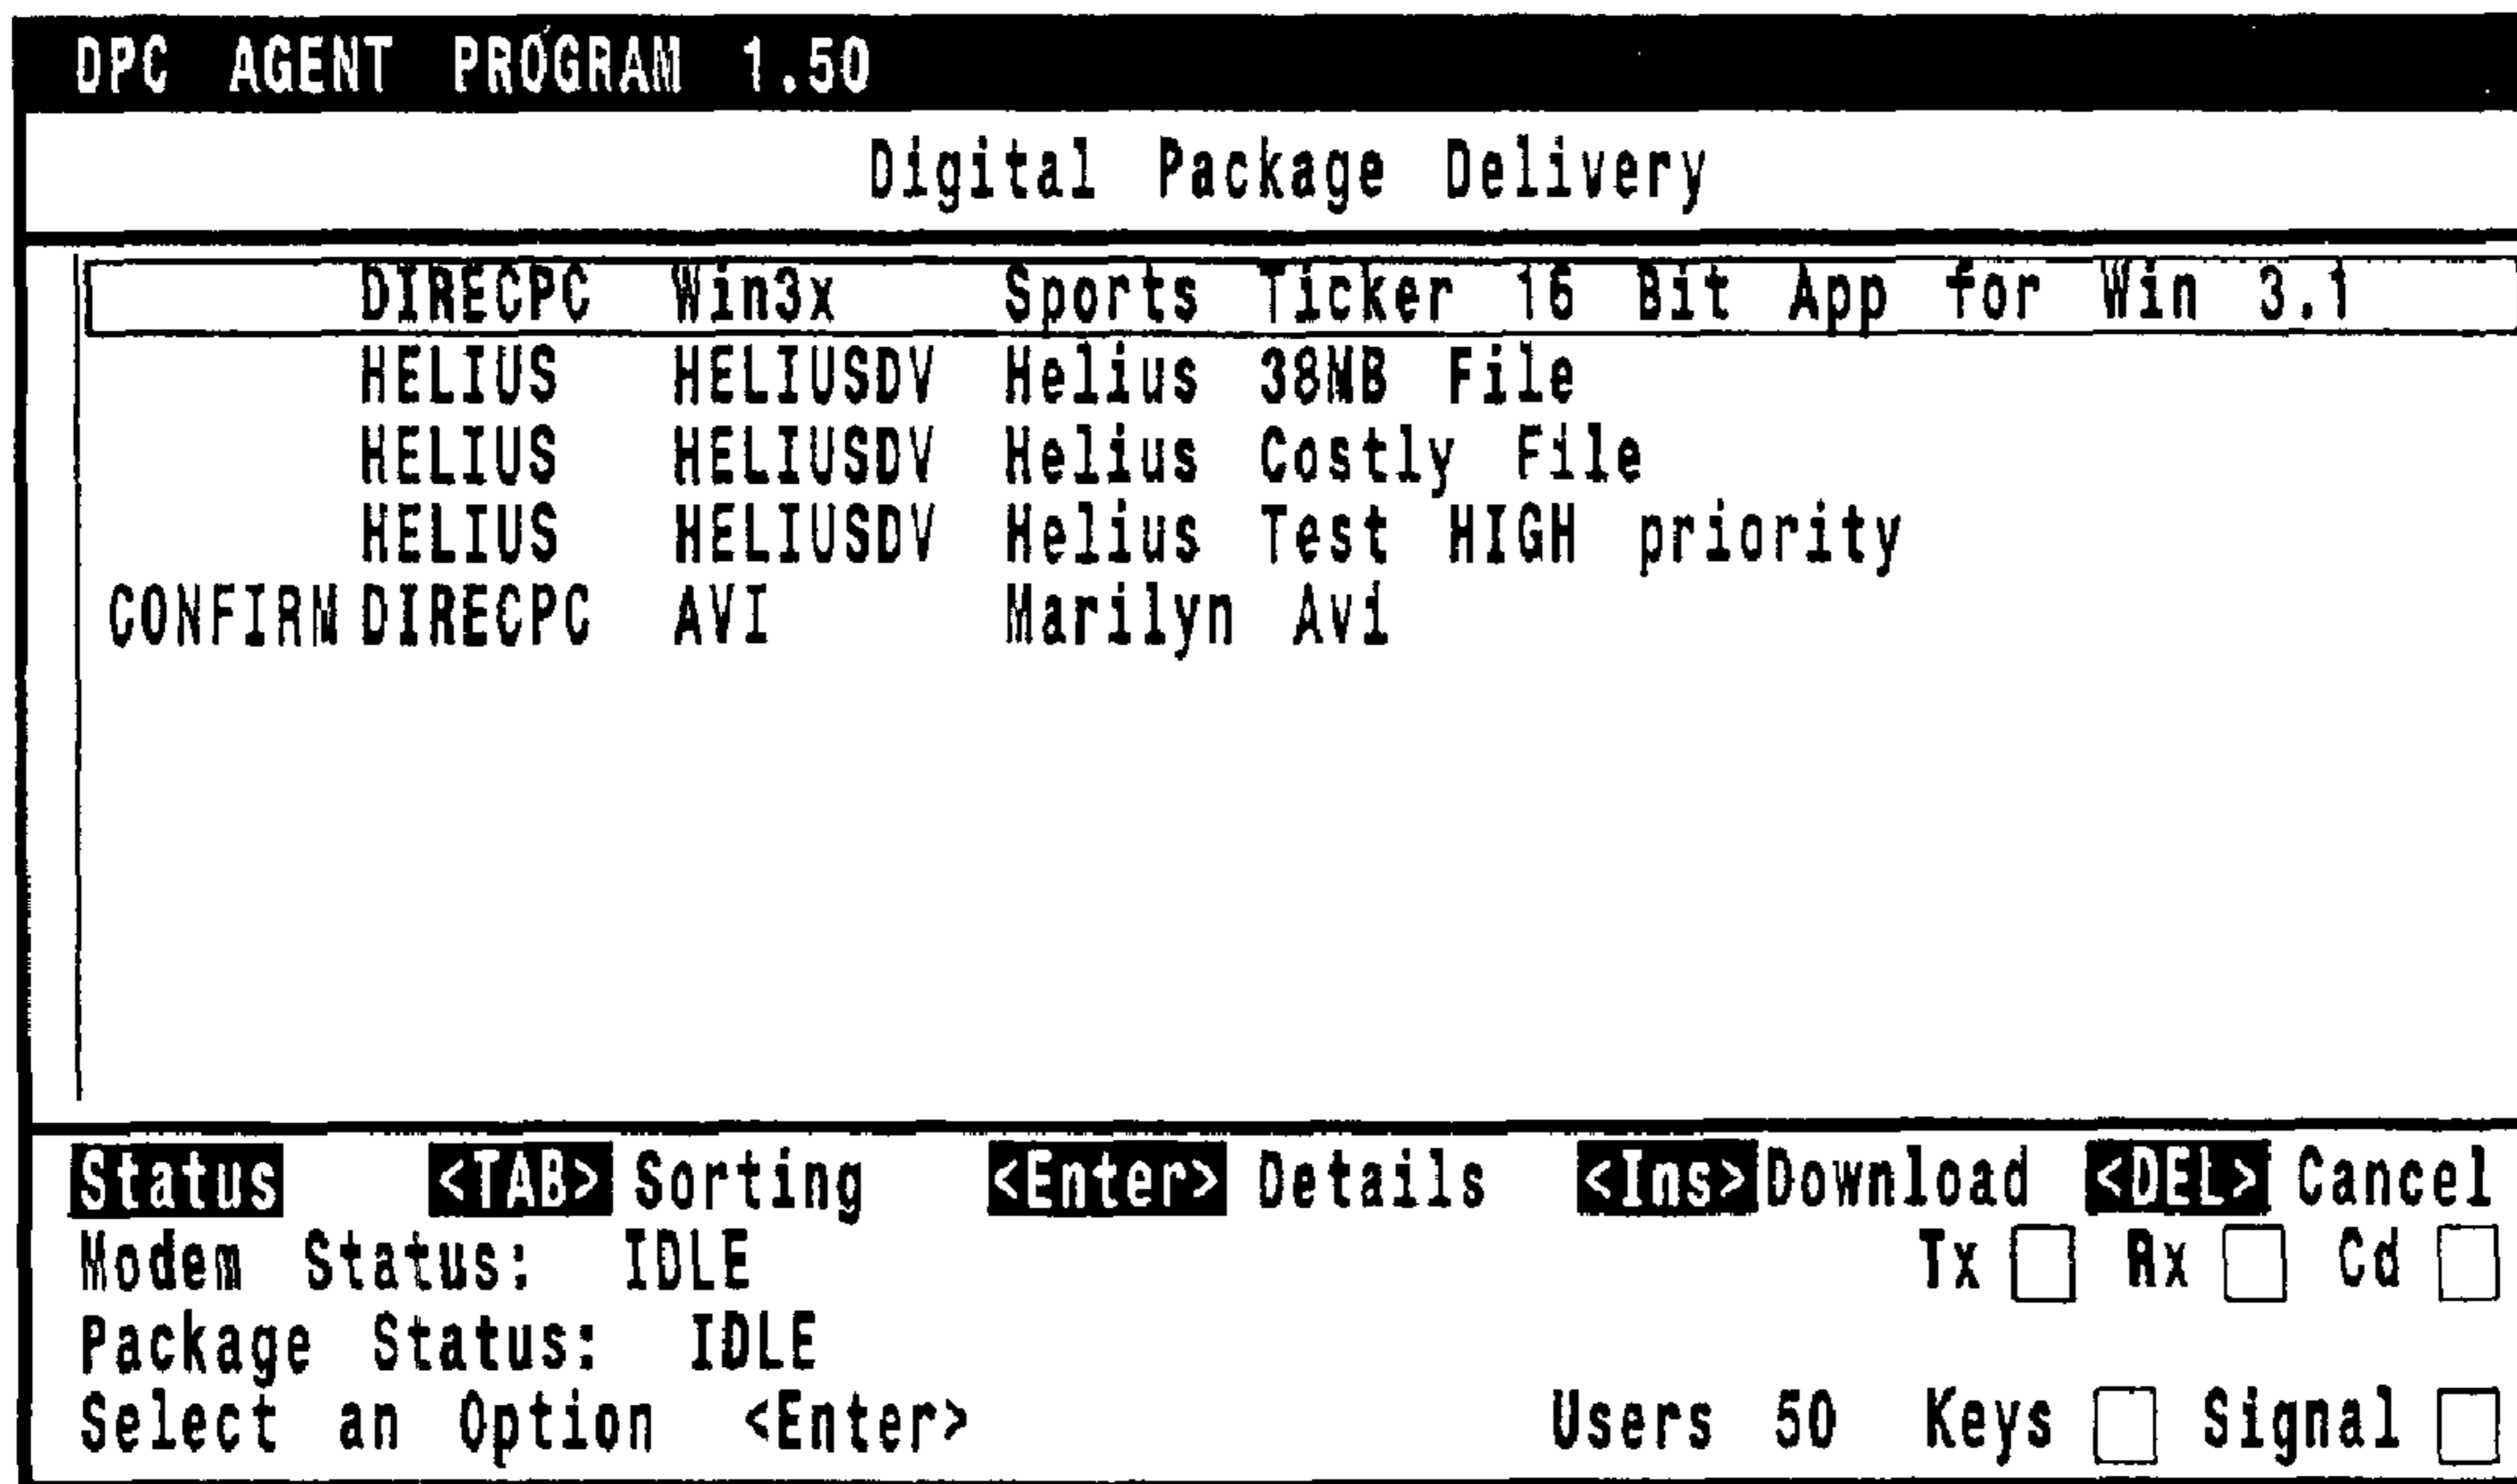 DPC AGENT PROGRAM 1.50
Digital Package Delivery
DIRECPC Win3x Sports Ticker 16 Bit App for Win 3.1
HELIUS HELIUSDV Helius 38MB File
HELIUS HELIUSDV Helius Costly File
HELIUS HELIUSDV Helius Test HIGH priority
CONFIRM DIRECPC AVI Marilyn Avi
Status <TAB> Sorting <Enter> Details <Ins> Download <DEL> Cancel
Modem Status: IDLE Tx Rx Cd
Package Status: IDLE
Select an Option <Enter> Users 50 Keys Signal